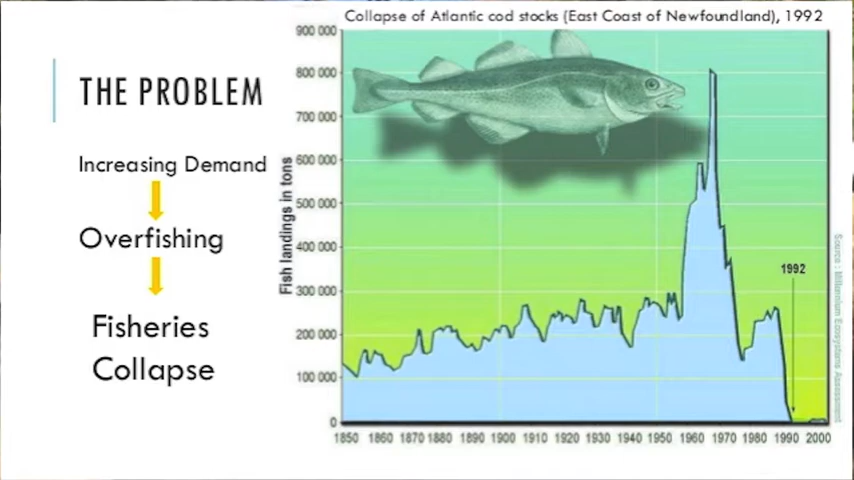 Collapse of Atlantic cod stocks (East Coast of Newfoundland), 1992
THE PROBLEM
Increasing Demand
Overfishing
Fisheries
Collapse
Fish landings in tons
900 000
800 000
700 000
600 000
500 000
400 000
300 000
200 000
100 000
0
1992
1850 1860 1870 1880 1890 1900 1910 1920 1930 1940 1950 1960 1970 1980 1990 2000
Source : Millennium Ecosystems Assessment